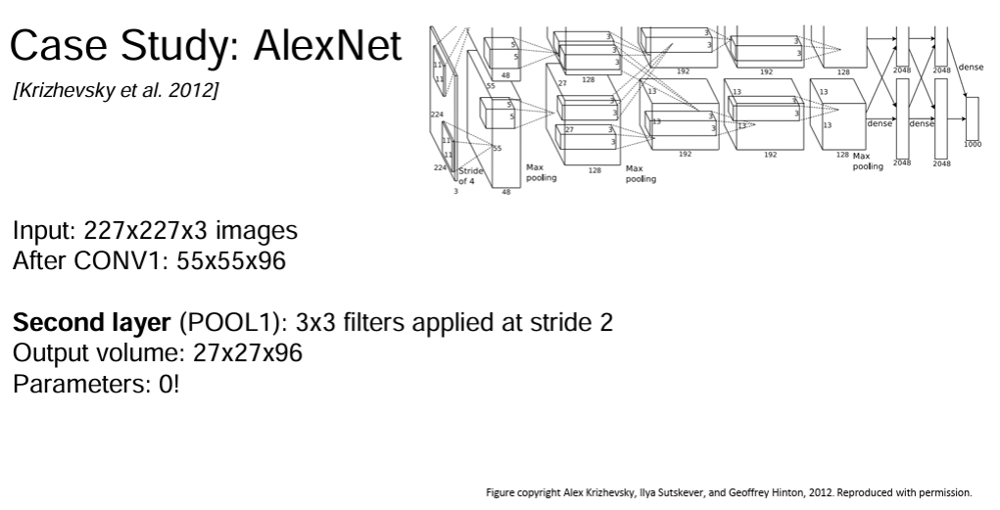 Case Study: AlexNet
[Krizhevsky et al. 2012]
5
5
48
3
3
128
3
3
192
3
3
192
128
2048
2048
dense
11
11
224
11
11
224
3
Stride
of 4
55
5
5
55
48
Max
pooling
27
3
3
27
3
3
128
Max
pooling
13
3
13
3
192
13
3
13
3
192
13
13
128
Max
pooling
dense
dense
2048
2048
1000
Input: 227x227x3 images
After CONV1: 55x55x96
Second layer (POOL1): 3x3 filters applied at stride 2
Output volume: 27x27x96
Parameters: 0!
Figure copyright Alex Krizhevsky, Ilya Sutskever, and Geoffrey Hinton, 2012. Reproduced with permission.